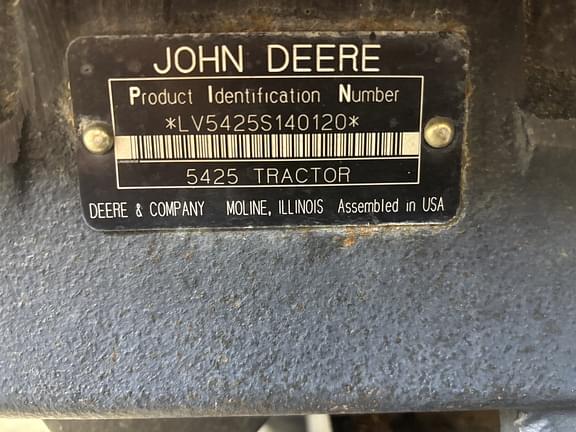 JOHN DEERE
Product Identification Number
*LV5425S140120*
5425 TRACTOR
DEERE & COMPANY MOLINE, ILLINOIS Assembled in USA